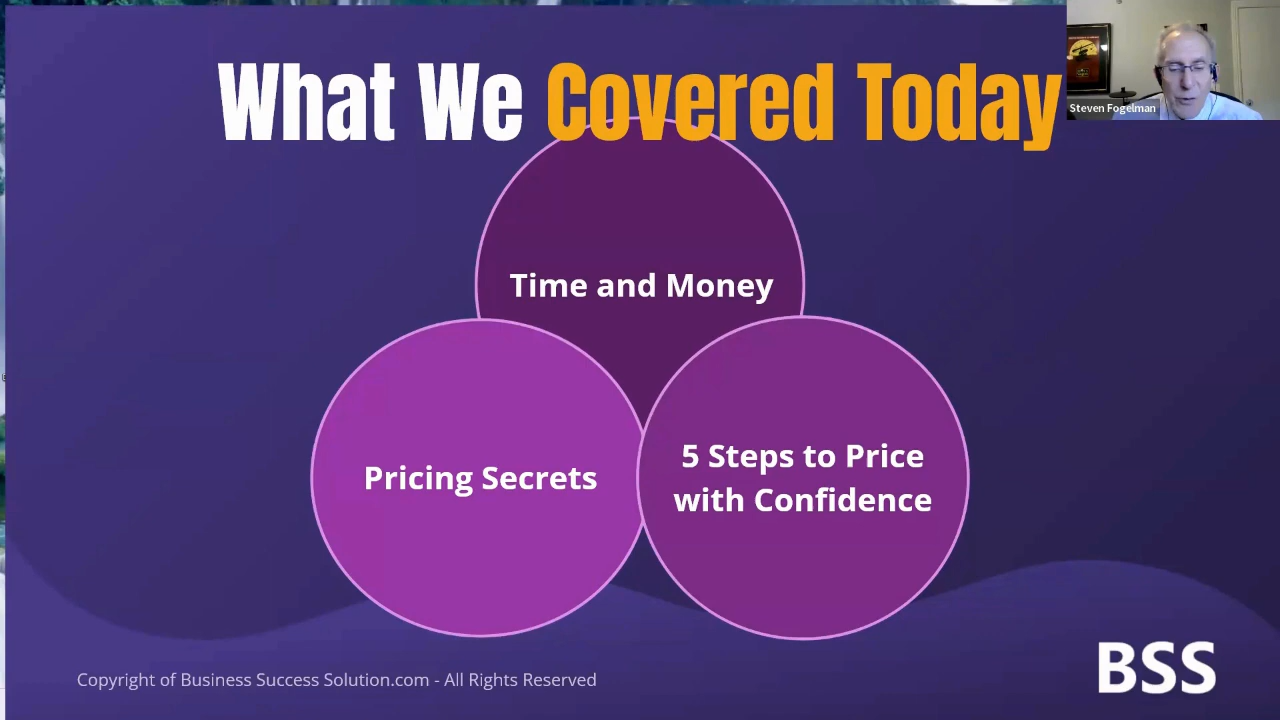 What We Covered Today
Steven Fogelman
Time and Money
Pricing Secrets
5 Steps to Price
with Confidence
Copyright of Business Success Solution.com - All Rights Reserved
BSS